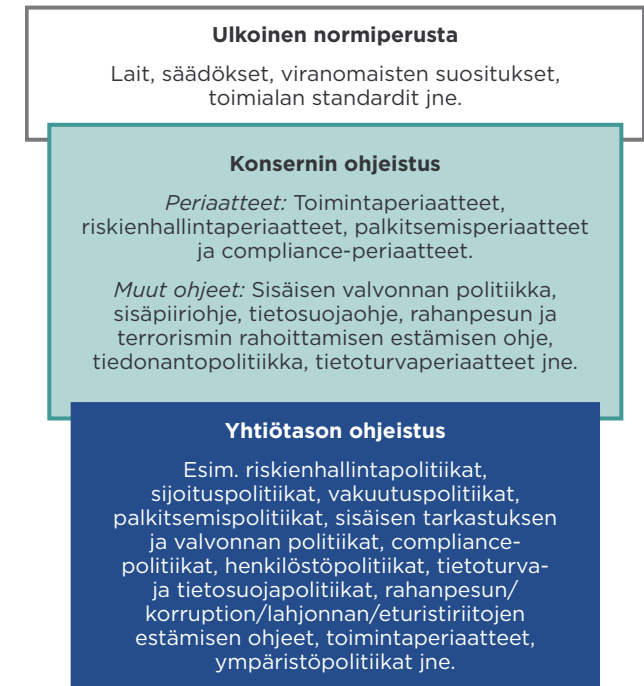 Ulkoinen normiperusta
Lait, säädökset, viranomaisten suositukset,
toimialan standardit jne.
Konsernin ohjeistus
Periaatteet: Toimintaperiaatteet,
riskienhallintaperiaatteet, palkitsemisperiaatteet
ja compliance-periaatteet.
Muut ohjeet: Sisäisen valvonnan politiikka,
sisäpiiriohje, tietosuojaohje, rahanpesun ja
terrorismin rahoittamisen estämisen ohje,
tiedonantopolitiikka, tietoturvaperiaatteet jne.
Yhtiötason ohjeistus
Esim. riskienhallintapolitiikat,
sijoituspolitiikat, vakuutuspolitiikat,
palkitsemispolitiikat, sisäisen tarkastuksen
ja valvonnan politiikat, compliance-
politiikat, henkilöstöpolitiikat, tietoturva-
ja tietosuojapolitiikat, rahanpesun/
korruption/lahjonnan/eturistiriitojen
estämisen ohjeet, toimintaperiaatteet,
ympäristöpolitiikat jne.